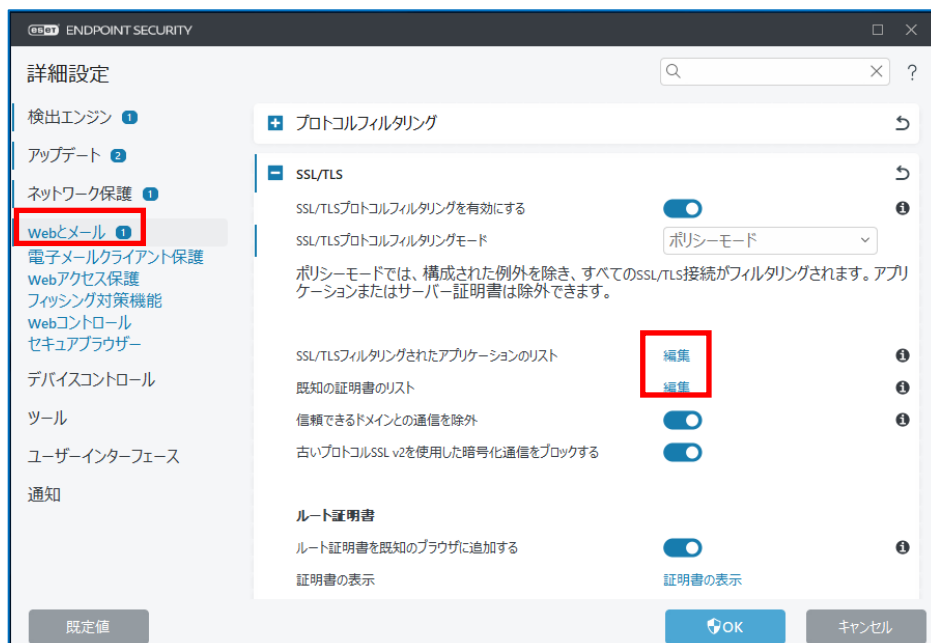 eset ENDPOINT SECURITY
詳細設定
?
検出エンジン 1
アップデート 2
ネットワーク保護 1
Webとメール 1
電子メールクライアント保護
Webアクセス保護
フィッシング対策機能
Webコントロール
セキュアブラウザー
デバイスコントロール
ツール
ユーザーインターフェース
通知
プロトコルフィルタリング
SSL/TLS
SSL/TLSプロトコルフィルタリングを有効にする
SSL/TLSプロトコルフィルタリングモード ポリシーモード
ポリシーモードでは、構成された例外を除き、すべてのSSL/TLS接続がフィルタリングされます。アプリ
ケーションまたはサーバー証明書は除外できます。
SSL/TLSフィルタリングされたアプリケーションのリスト 編集
既知の証明書のリスト 編集
信頼できるドメインとの通信を除外
古いプロトコルSSL v2を使用した暗号化通信をブロックする
ルート証明書
ルート証明書を既知のブラウザに追加する
証明書の表示 証明書の表示
既定値 OK キャンセル